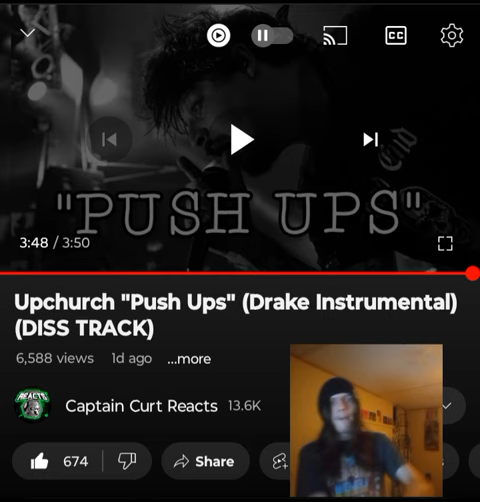 "PUSH UPS"
3:48 / 3:50
Upchurch "Push Ups" (Drake Instrumental)
(DISS TRACK)
6,588 views 1d ago ...more
REACTS Captain Curt Reacts 13.6K
674 Share
CC